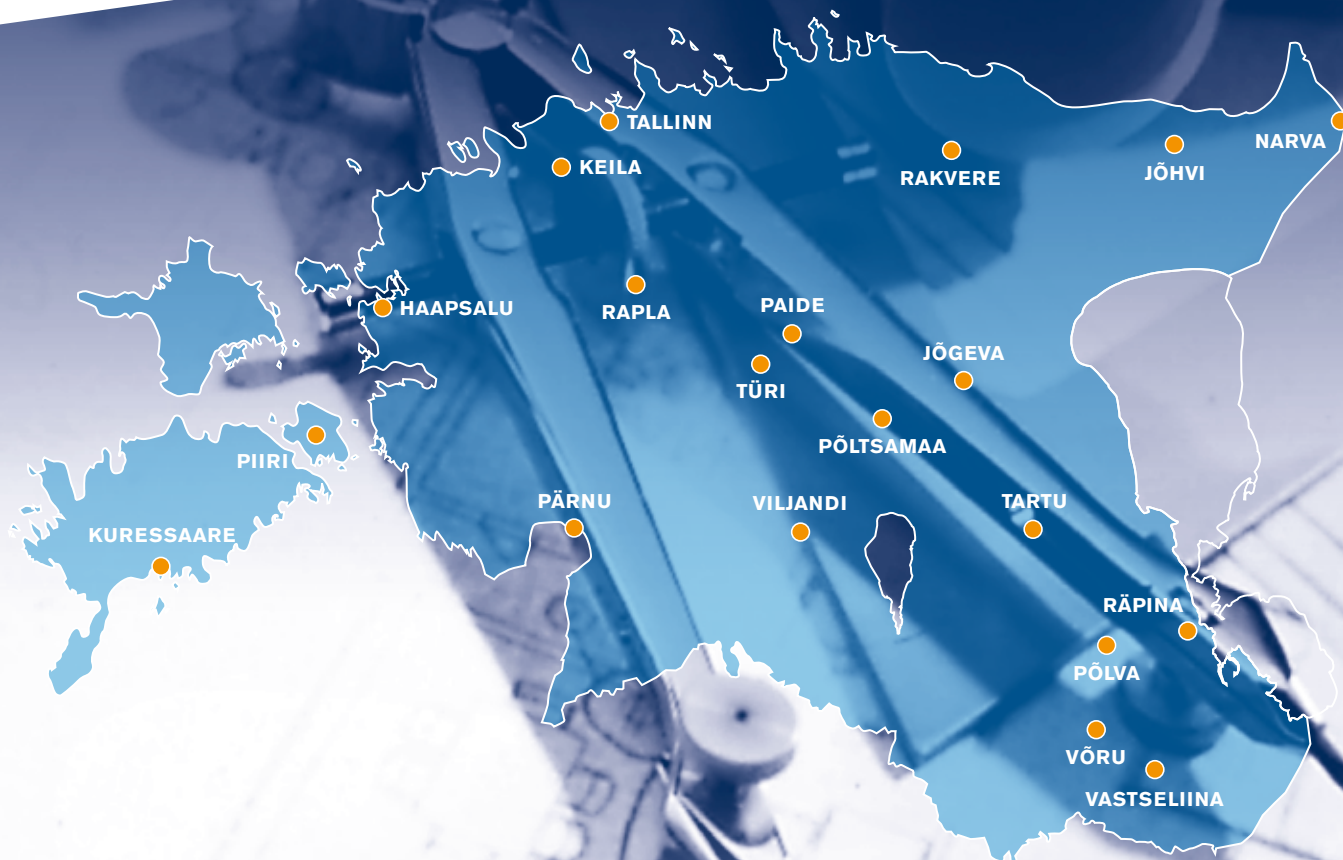 TALLINN
NARVA
KEILA
RAKVERE
JÕHVI
HAAPSALU
RAPLA
PAIDE
JÕGEVA
TÜRI
PÕLTSAMAA
PIIRI
PÄRNU
VILJANDI
TARTU
KURESSAARE
RÄPINA
PÕLVA
VÕRU
VASTSELIINA